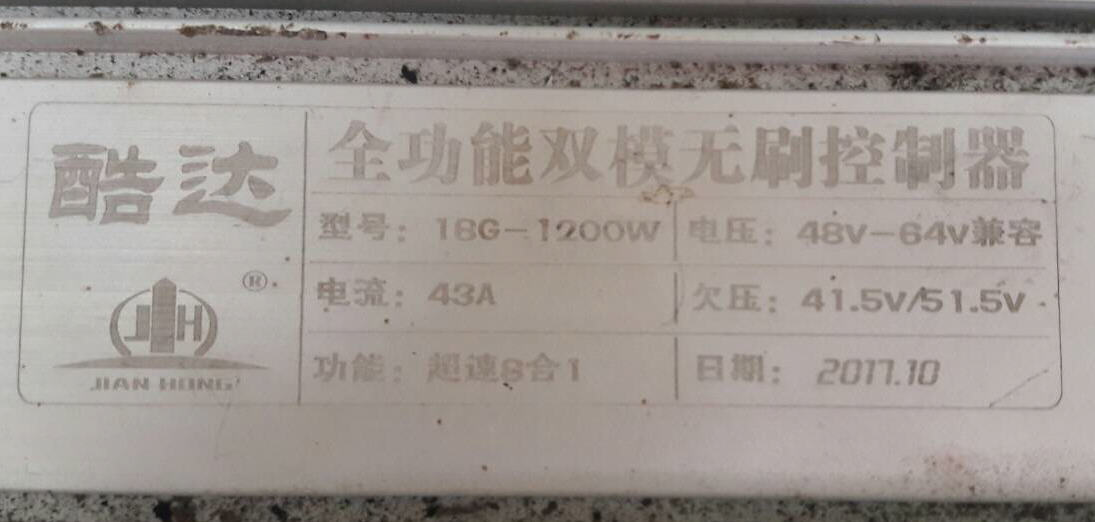 酷达
® 
JIAN HONG
全功能双模无刷控制器
型号：18G-1200W
电压：48V-64V兼容
电流：43A
欠压：41.5V/51.5V
功能：超速8合1
日期：2017.10